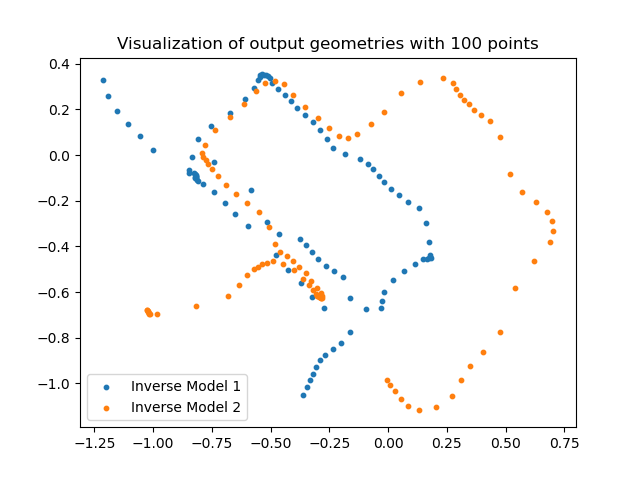 Visualization of output geometries with 100 points
0.4
0.2
0.0
−0.2
−0.4
−0.6
−0.8
−1.0
Inverse Model 1
Inverse Model 2
−1.25 −1.00 −0.75 −0.50 −0.25 0.00 0.25 0.50 0.75